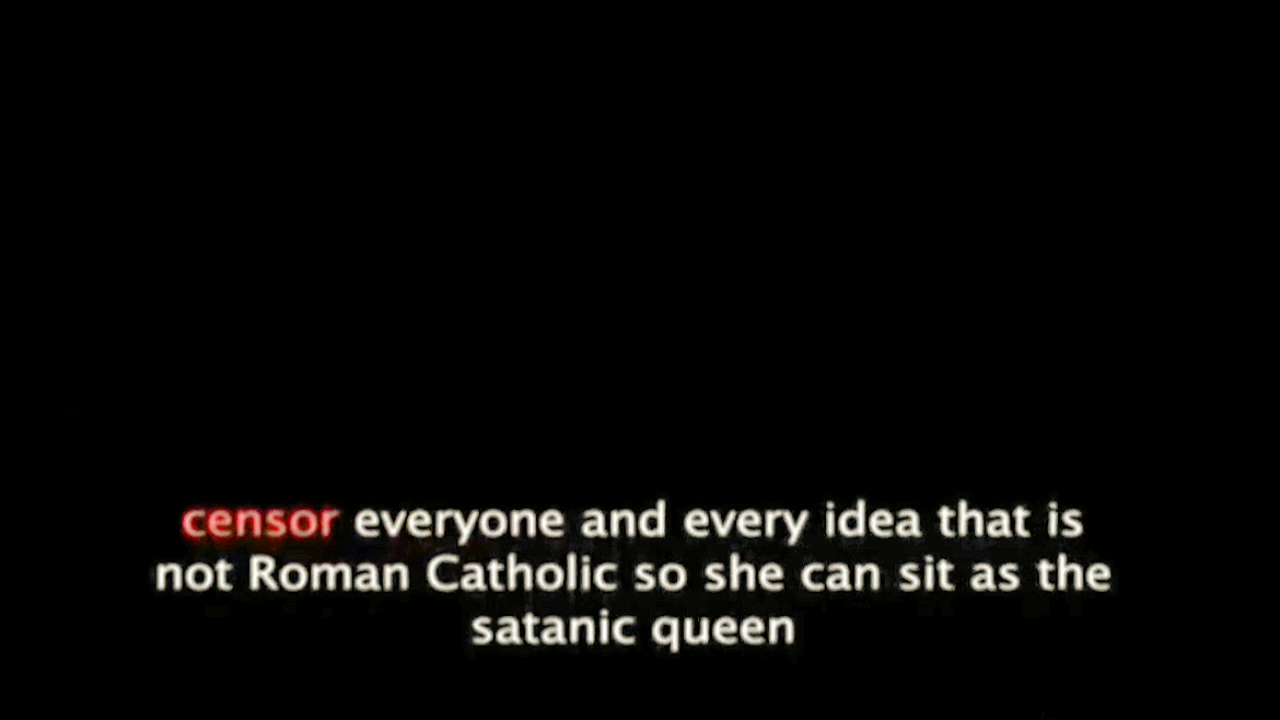 censor everyone and every idea that is
not Roman Catholic so she can sit as the
satanic queen